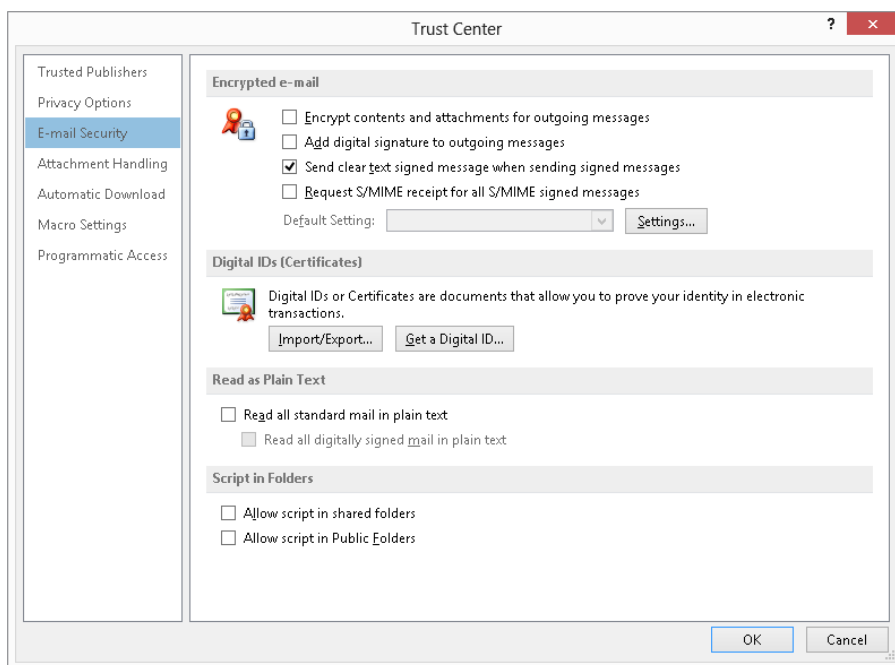 Trust Center
?
Trusted Publishers
Privacy Options
E-mail Security
Attachment Handling
Automatic Download
Macro Settings
Programmatic Access
Encrypted e-mail
Encrypt contents and attachments for outgoing messages
Add digital signature to outgoing messages
Send clear text signed message when sending signed messages
Request S/MIME receipt for all S/MIME signed messages
Default Setting:
Settings...
Digital IDs (Certificates)
Digital IDs or Certificates are documents that allow you to prove your identity in electronic
transactions.
Import/Export...
Get a Digital ID...
Read as Plain Text
Read all standard mail in plain text
Read all digitally signed mail in plain text
Script in Folders
Allow script in shared folders
Allow script in Public Folders
OK
Cancel